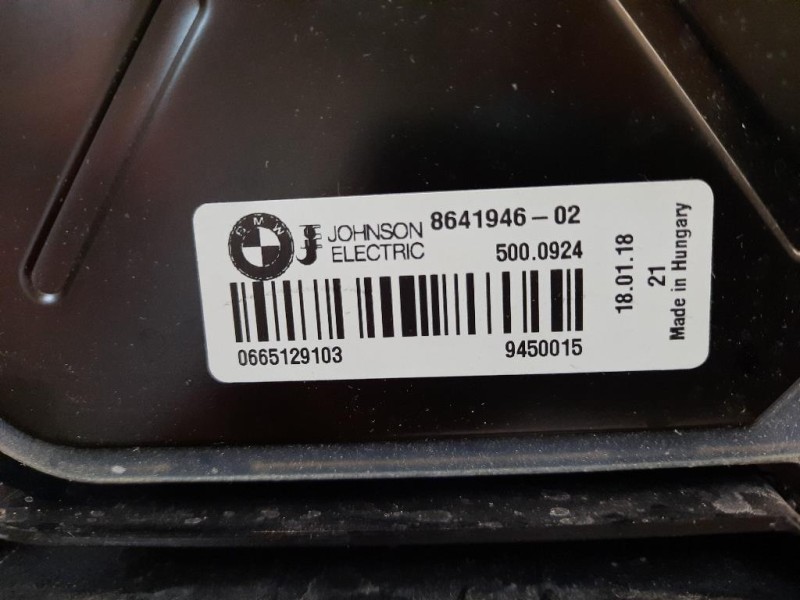 BMW
JOHNSON
ELECTRIC
8641946-02
500.0924
0665129103
9450015
18.01.18
21
Made in Hungary